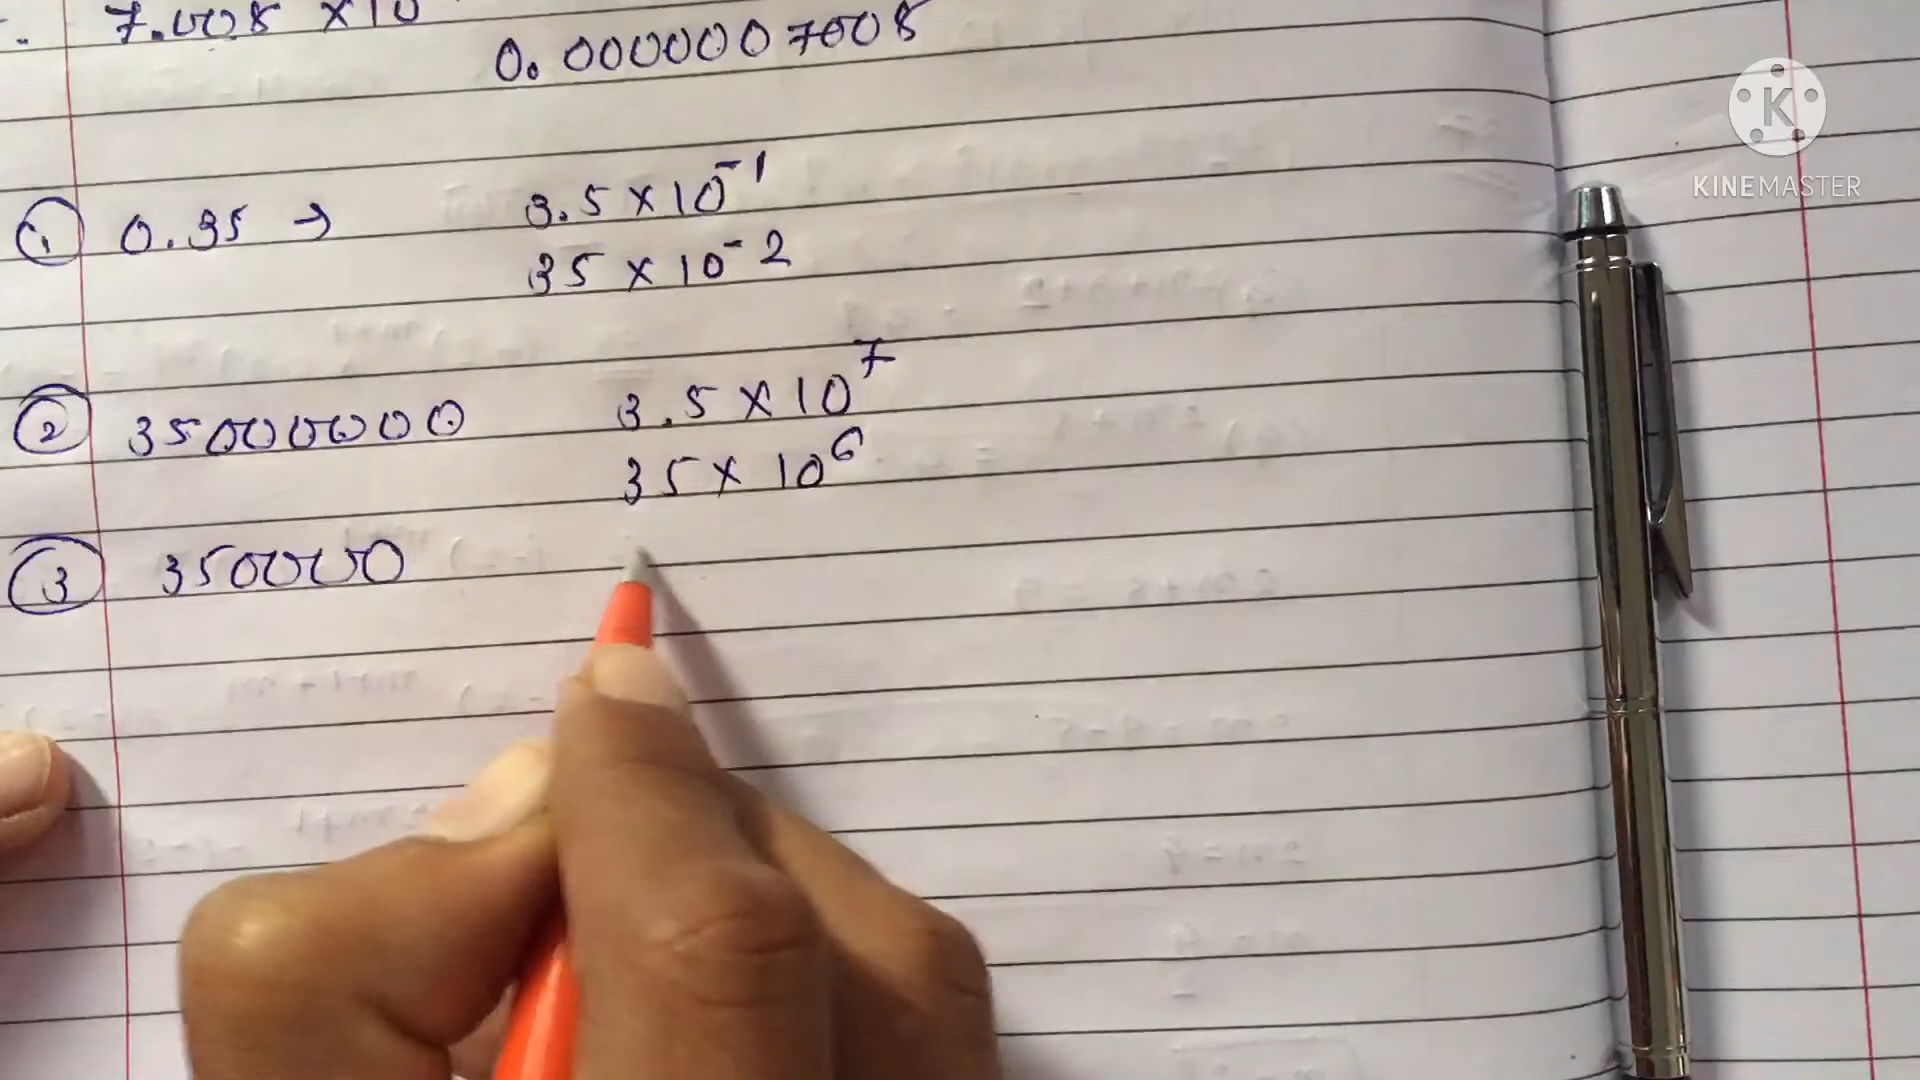 7.008 ×10
0.0000007008
K
KINEMASTER
① 0.35 → 3.5×10⁻¹
35×10⁻²
② 35000000 3.5×10⁷
35×10⁶
③ 350000